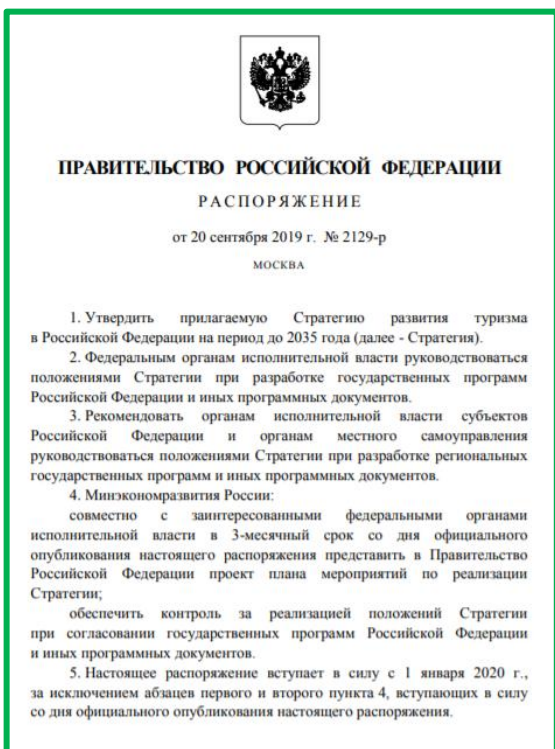 ПРАВИТЕЛЬСТВО РОССИЙСКОЙ ФЕДЕРАЦИИ
РАСПОРЯЖЕНИЕ
от 20 сентября 2019 г. № 2129-р
МОСКВА
1. Утвердить прилагаемую Стратегию развития туризма
в Российской Федерации на период до 2035 года (далее - Стратегия).
2. Федеральным органам исполнительной власти руководствоваться
положениями Стратегии при разработке государственных программ
Российской Федерации и иных программных документов.
3. Рекомендовать органам исполнительной власти субъектов
Российской Федерации и органам местного самоуправления
руководствоваться положениями Стратегии при разработке региональных
государственных программ и иных программных документов.
4. Минэкономразвития России:
совместно с заинтересованными федеральными органами
исполнительной власти в 3-месячный срок со дня официального
опубликования настоящего распоряжения представить в Правительство
Российской Федерации проект плана мероприятий по реализации
Стратегии;
обеспечить контроль за реализацией положений Стратегии
при согласовании государственных программ Российской Федерации
и иных программных документов.
5. Настоящее распоряжение вступает в силу с 1 января 2020 г.,
за исключением абзацев первого и второго пункта 4, вступающих в силу
со дня официального опубликования настоящего распоряжения.